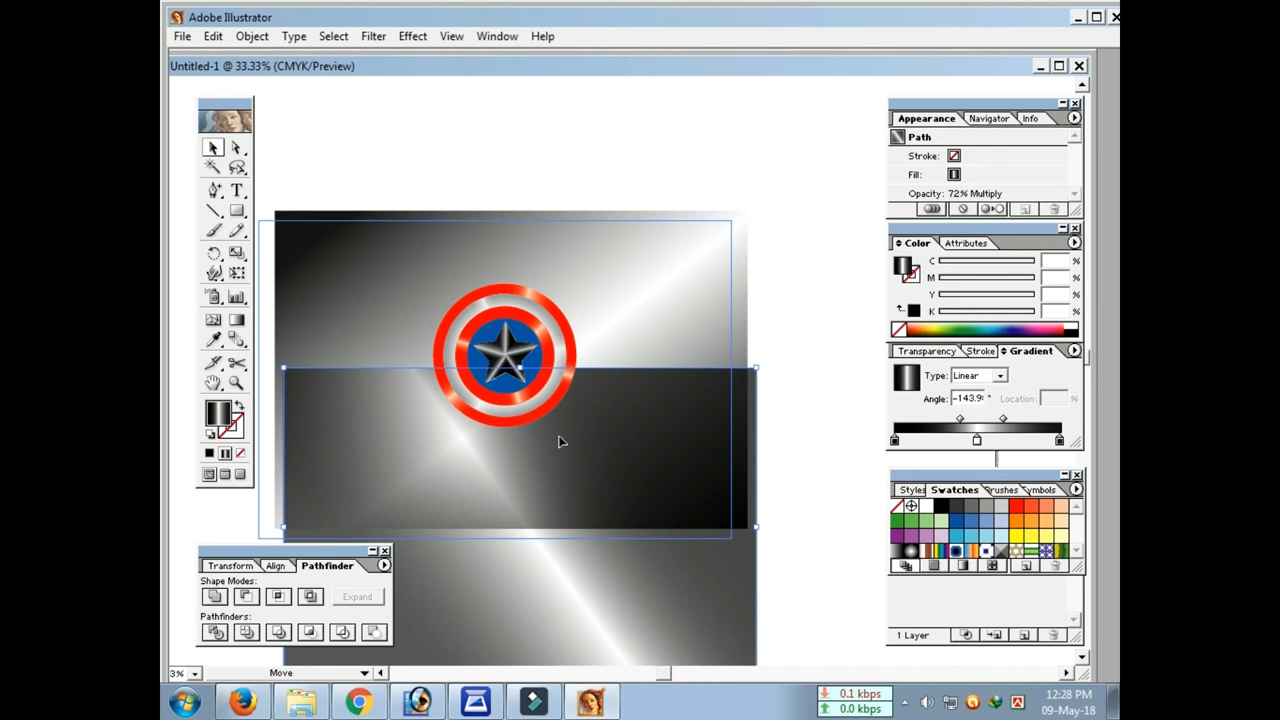 Adobe Illustrator
File Edit Object Type Select Filter Effect View Window Help
Untitled-1 @ 33.33% (CMYK/Preview)
Appearance Navigator Info
Path
Stroke:
Fill:
Opacity: 72% Multiply
Color Attributes
C %
M %
Y %
K %
Transparency Stroke Gradient
Type: Linear
Angle: -143.9 ° Location: %
Styles Swatches Brushes Symbols
1 Layer
Transform Align Pathfinder
Shape Modes:
Expand
Pathfinders:
3% Move
0.1 kbps
0.0 kbps
12:28 PM
09-May-18